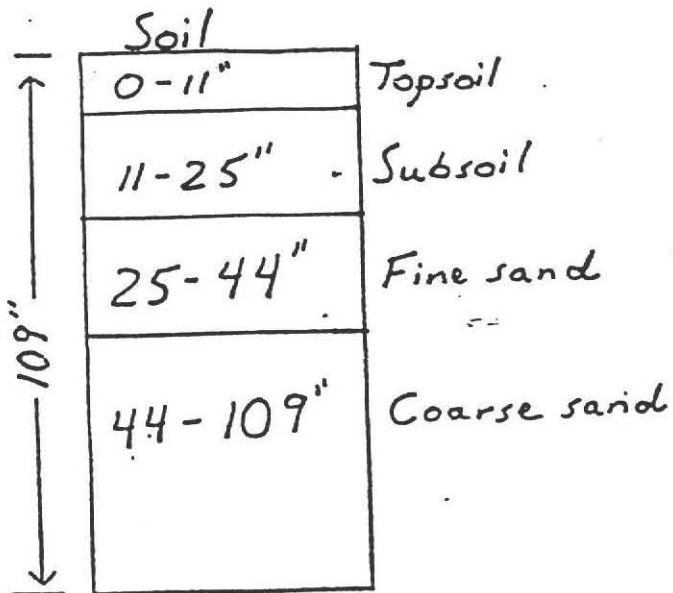 Soil
0-11" Topsoil
11-25" Subsoil
25-44" Fine sand
44-109" Coarse sand
109"